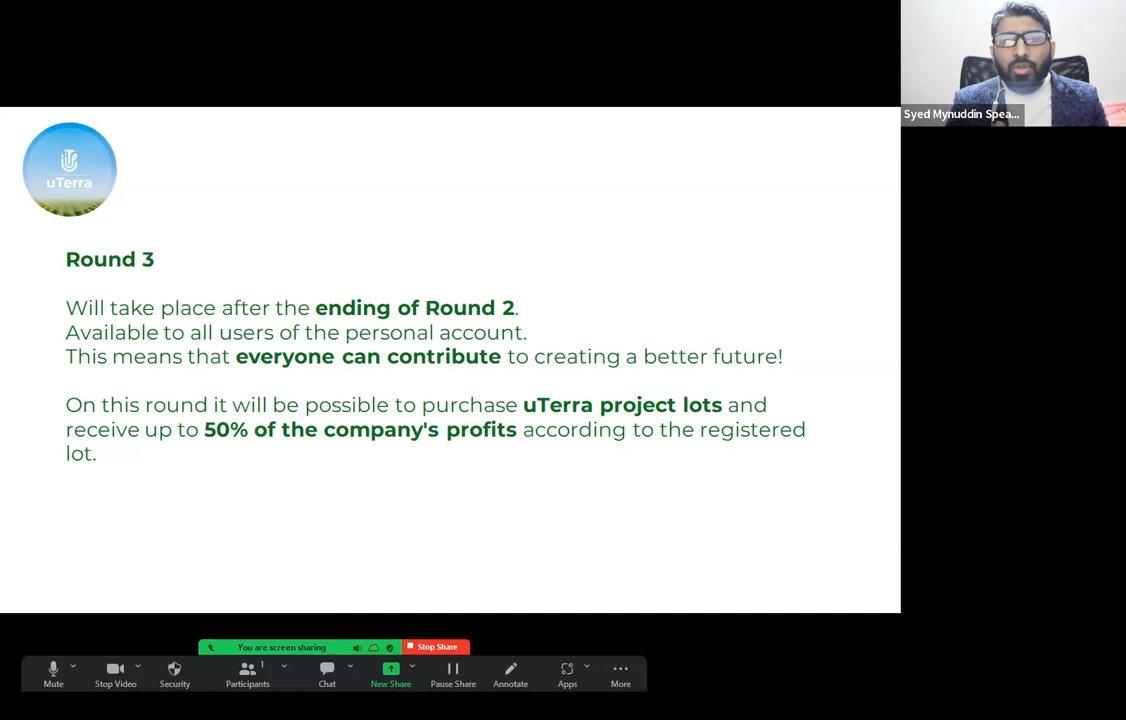 Syed Mynuddin Spea...
uTerra
Round 3
Will take place after the ending of Round 2.
Available to all users of the personal account.
This means that everyone can contribute to creating a better future!
On this round it will be possible to purchase uTerra project lots and
receive up to 50% of the company's profits according to the registered
lot.
You are screen sharing
Stop Share
1
Mute
Stop Video
Security
Participants
Chat
New Share
Pause Share
Annotate
Apps
More